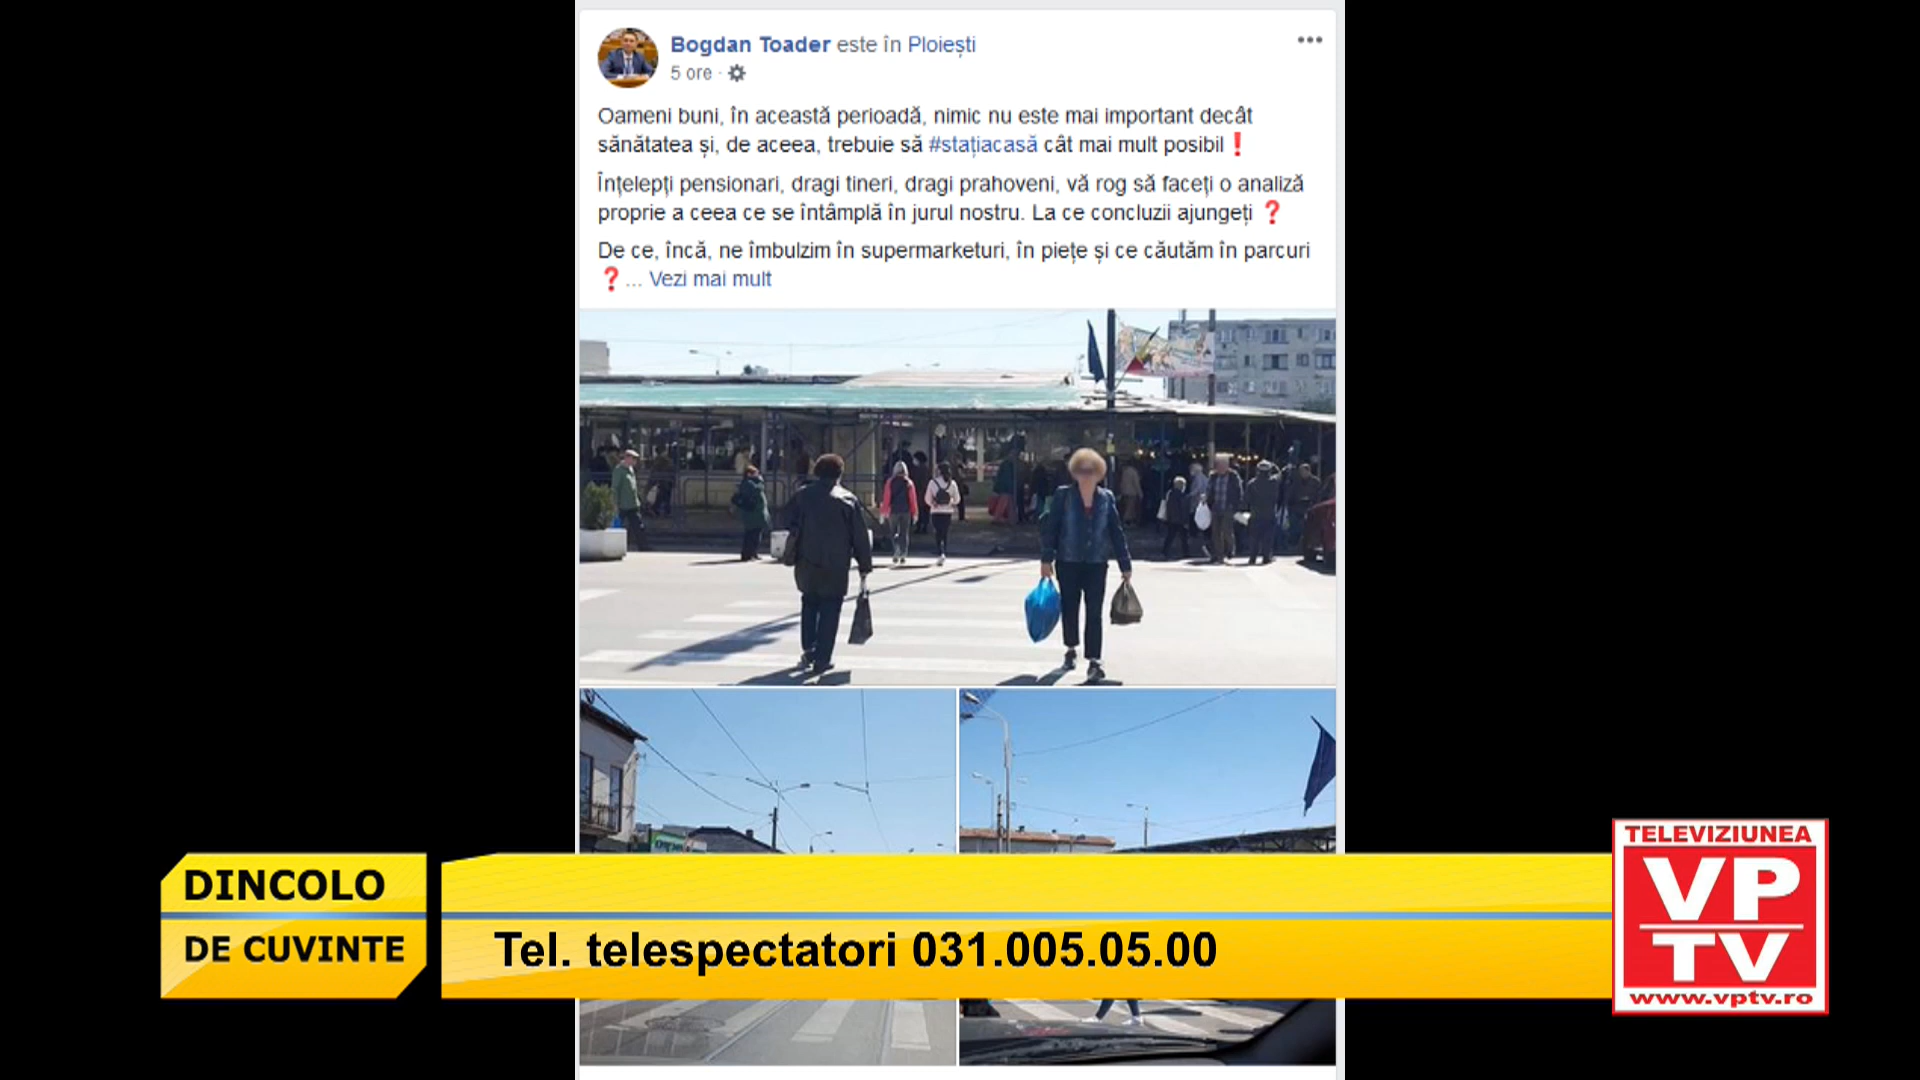 Bogdan Toader este în Ploiești
5 ore ·
Oameni buni, în această perioadă, nimic nu este mai important decât
sănătatea și, de aceea, trebuie să #stațiacasă cât mai mult posibil❗
Înțelepți pensionari, dragi tineri, dragi prahoveni, vă rog să faceți o analiză
proprie a ceea ce se întâmplă în jurul nostru. La ce concluzii ajungeți ❓
De ce, încă, ne îmbulzim în supermarketuri, în piețe și ce căutăm în parcuri
❓... Vezi mai mult
DINCOLO
DE CUVINTE
Tel. telespectatori 031.005.05.00
TELEVIZIUNEA
VP
TV
www.vptv.ro